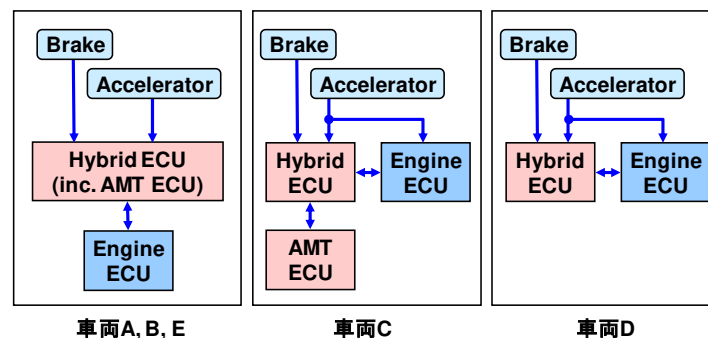 Brake
Accelerator
Hybrid ECU
(inc. AMT ECU)
Engine
ECU
車両A, B, E
Brake
Accelerator
Hybrid
ECU
Engine
ECU
AMT
ECU
車両C
Brake
Accelerator
Hybrid
ECU
Engine
ECU
車両D